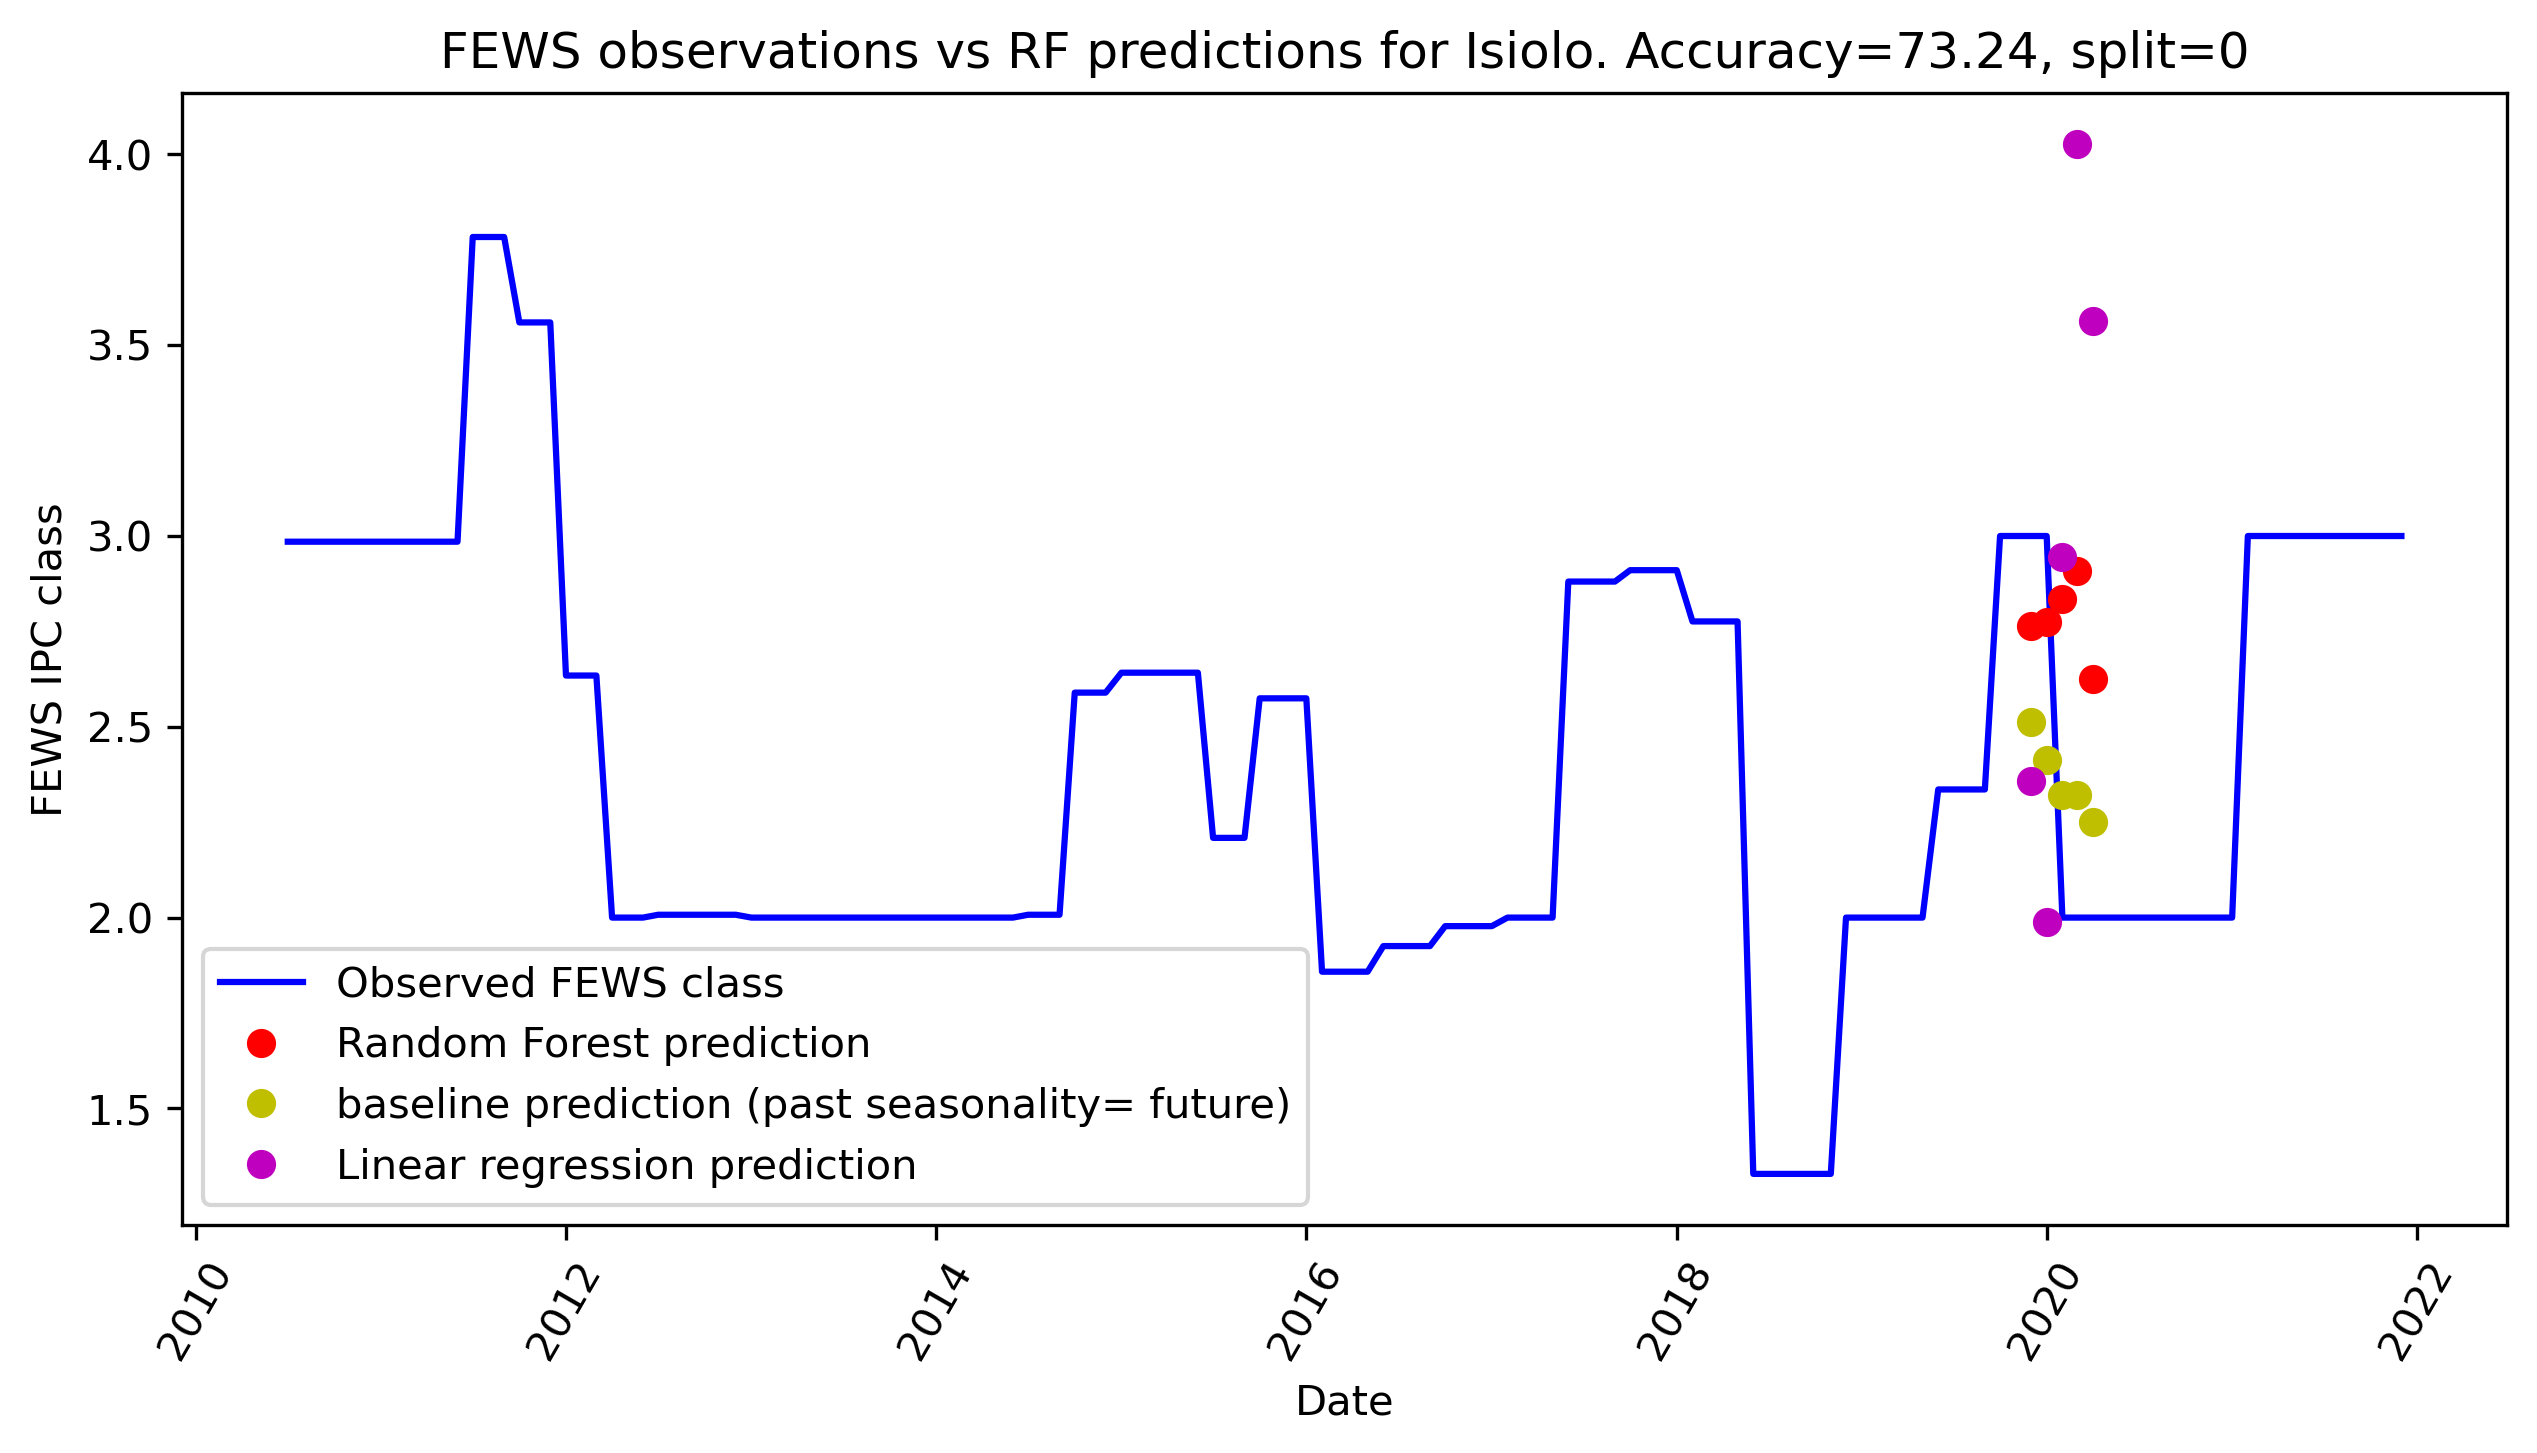 FEWS observations vs RF predictions for Isiolo. Accuracy=73.24, split=0
4.0
3.5
3.0
2.5
2.0
1.5
FEWS IPC class
Observed FEWS class
Random Forest prediction
baseline prediction (past seasonality= future)
Linear regression prediction
2010
2012
2014
2016
2018
2020
2022
Date